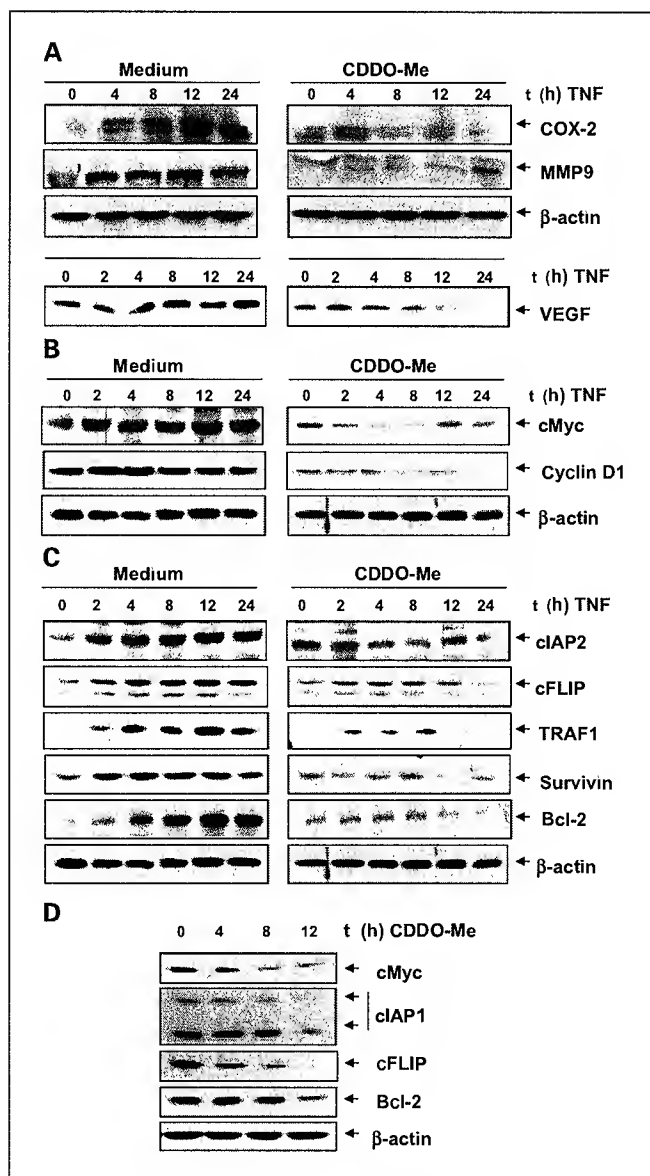 A
Medium CDDO-Me
0 4 8 12 24 0 4 8 12 24 t (h) TNF
COX-2
MMP9
β-actin
0 2 4 8 12 24 0 2 4 8 12 24 t (h) TNF
VEGF
B
Medium CDDO-Me
0 2 4 8 12 24 0 2 4 8 12 24 t (h) TNF
cMyc
Cyclin D1
β-actin
C
Medium CDDO-Me
0 2 4 8 12 24 0 2 4 8 12 24 t (h) TNF
cIAP2
cFLIP
TRAF1
Survivin
Bcl-2
β-actin
D
0 4 8 12 t (h) CDDO-Me
cMyc
cIAP1
cFLIP
Bcl-2
β-actin